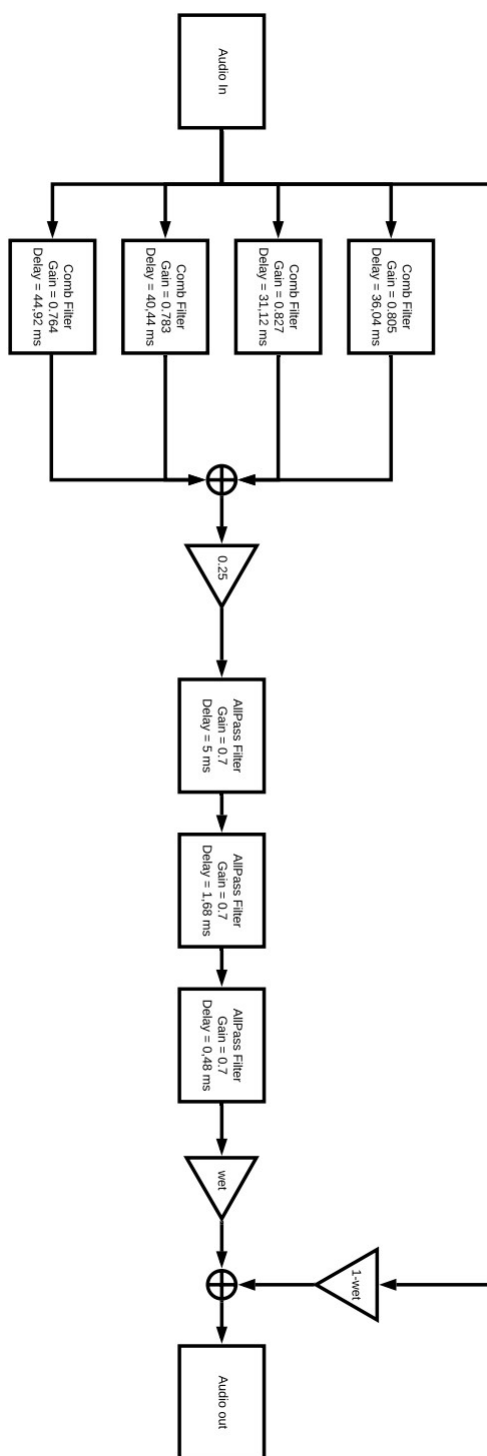 Audio In
Comb Filter
Gain = 0.805
Delay = 36,04 ms
Comb Filter
Gain = 0.827
Delay = 31,12 ms
Comb Filter
Gain = 0.783
Delay = 40,44 ms
Comb Filter
Gain = 0.764
Delay = 44,92 ms
0.25
AllPass Filter
Gain = 0.7
Delay = 5 ms
AllPass Filter
Gain = 0.7
Delay = 1,68 ms
AllPass Filter
Gain = 0.7
Delay = 0,48 ms
wet
1-wet
Audio out